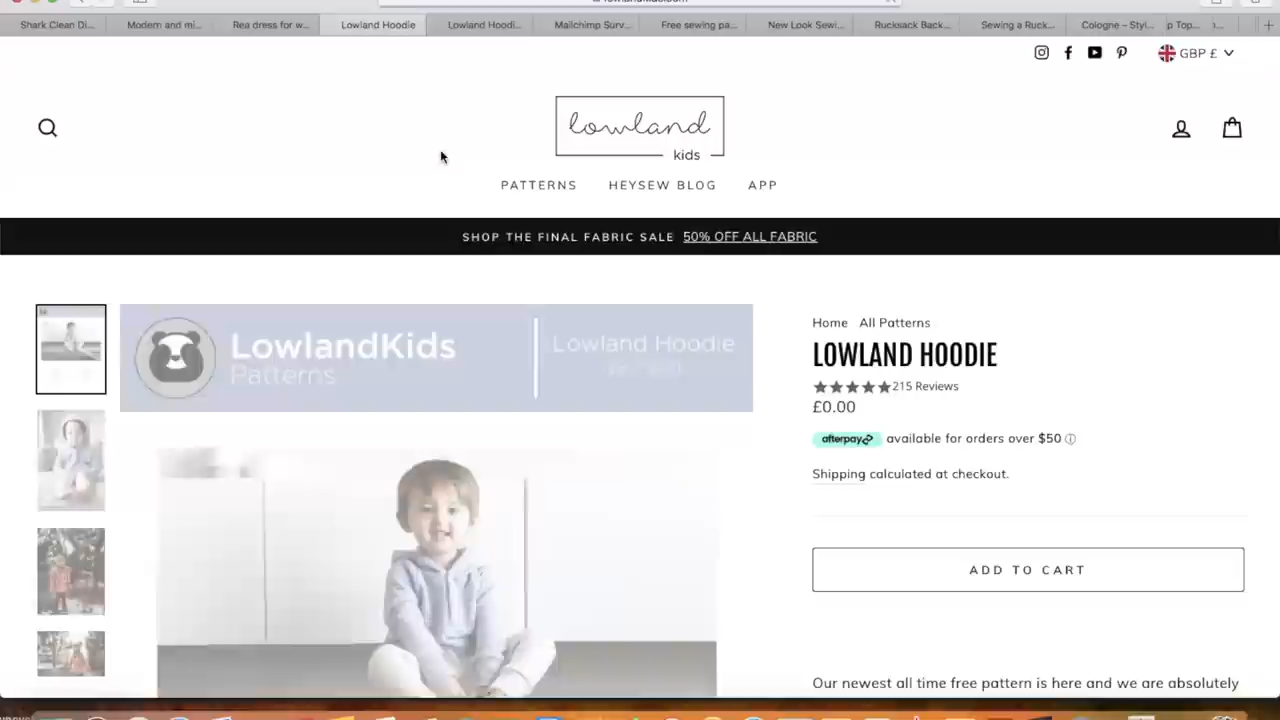 Shark Clean Di...
Modern and mi...
Rea dress for w...
Lowland Hoodie
Lowland Hoodi...
Mailchimp Surv...
Free sewing pa...
New Look Sewi...
Rucksack Back...
Sewing a Ruck...
Cologne – Styl...
p Top...
GBP £
lowland
kids
PATTERNS HEYSEW BLOG APP
SHOP THE FINAL FABRIC SALE 50% OFF ALL FABRIC
LowlandKids
Patterns
Lowland Hoodie
Home All Patterns
LOWLAND HOODIE
215 Reviews
£0.00
afterpay available for orders over $50
Shipping calculated at checkout.
ADD TO CART
Our newest all time free pattern is here and we are absolutely